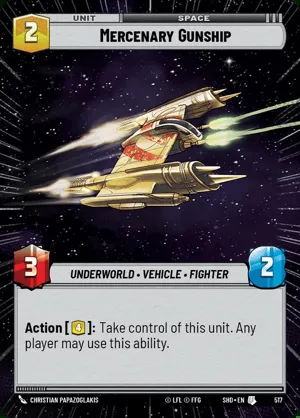 UNIT
SPACE
2
MERCENARY GUNSHIP
3
UNDERWORLD • VEHICLE • FIGHTER
2
Action [4]: Take control of this unit. Any
player may use this ability.
CHRISTIAN PAPAZOGLAKIS
© LFL © FFG
SHD • EN
U
517